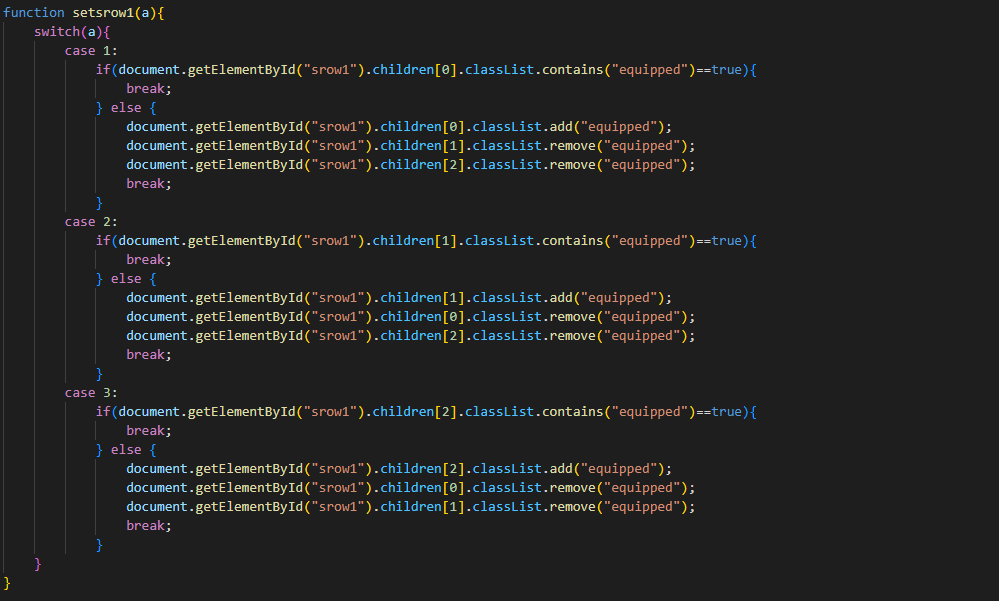 function setsrow1(a){
    switch(a){
        case 1:
            if(document.getElementById("srow1").children[0].classList.contains("equipped")==true){
                break;
            } else {
                document.getElementById("srow1").children[0].classList.add("equipped");
                document.getElementById("srow1").children[1].classList.remove("equipped");
                document.getElementById("srow1").children[2].classList.remove("equipped");
                break;
            }
        case 2:
            if(document.getElementById("srow1").children[1].classList.contains("equipped")==true){
                break;
            } else {
                document.getElementById("srow1").children[1].classList.add("equipped");
                document.getElementById("srow1").children[0].classList.remove("equipped");
                document.getElementById("srow1").children[2].classList.remove("equipped");
                break;
            }
        case 3:
            if(document.getElementById("srow1").children[2].classList.contains("equipped")==true){
                break;
            } else {
                document.getElementById("srow1").children[2].classList.add("equipped");
                document.getElementById("srow1").children[0].classList.remove("equipped");
                document.getElementById("srow1").children[1].classList.remove("equipped");
                break;
            }
    }
}